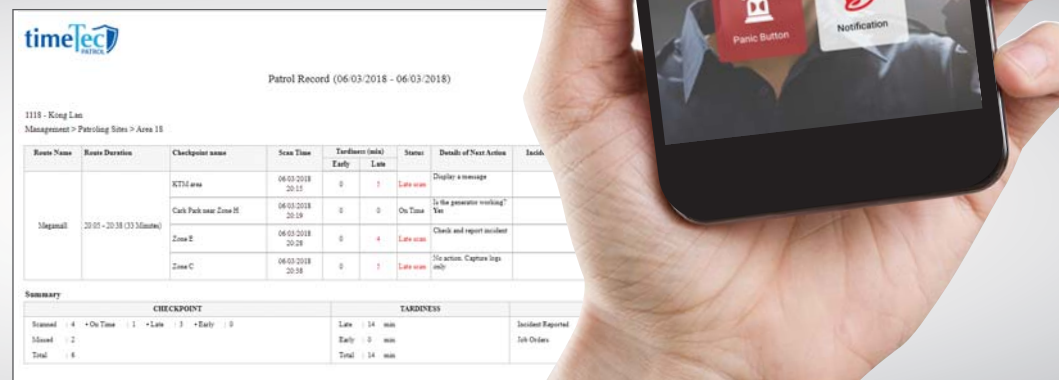 timeTec
PATROL
Patrol Record (06/03/2018 - 06/03/2018)
1118 - Kong Lan
Management > Patroling Sites > Area 18
Route Name Route Duration Checkpoint name Scan Time Tardiness (min) Status Details of Next Action Incid
Early Late
Megamall 20:05 - 20:38 (33 Minutes)
KTM area 06/03/2018 20:15 0 5 Late scan Display a message
Cark Park near Zone H 06/03/2018 20:19 0 0 On Time Is the generator working? Yes
Zone E 06/03/2018 20:28 0 4 Late scan Check and report incident
Zone C 06/03/2018 20:38 0 5 Late scan No action. Capture logs only
Summary
CHECKPOINT TARDINESS
Scanned : 4 • On Time : 1 • Late : 3 • Early : 0 Late : 14 min Incident Reported
Missed : 2 Early : 0 min Job Orders
Total : 6 Total : 14 min
Panic Button
Notification